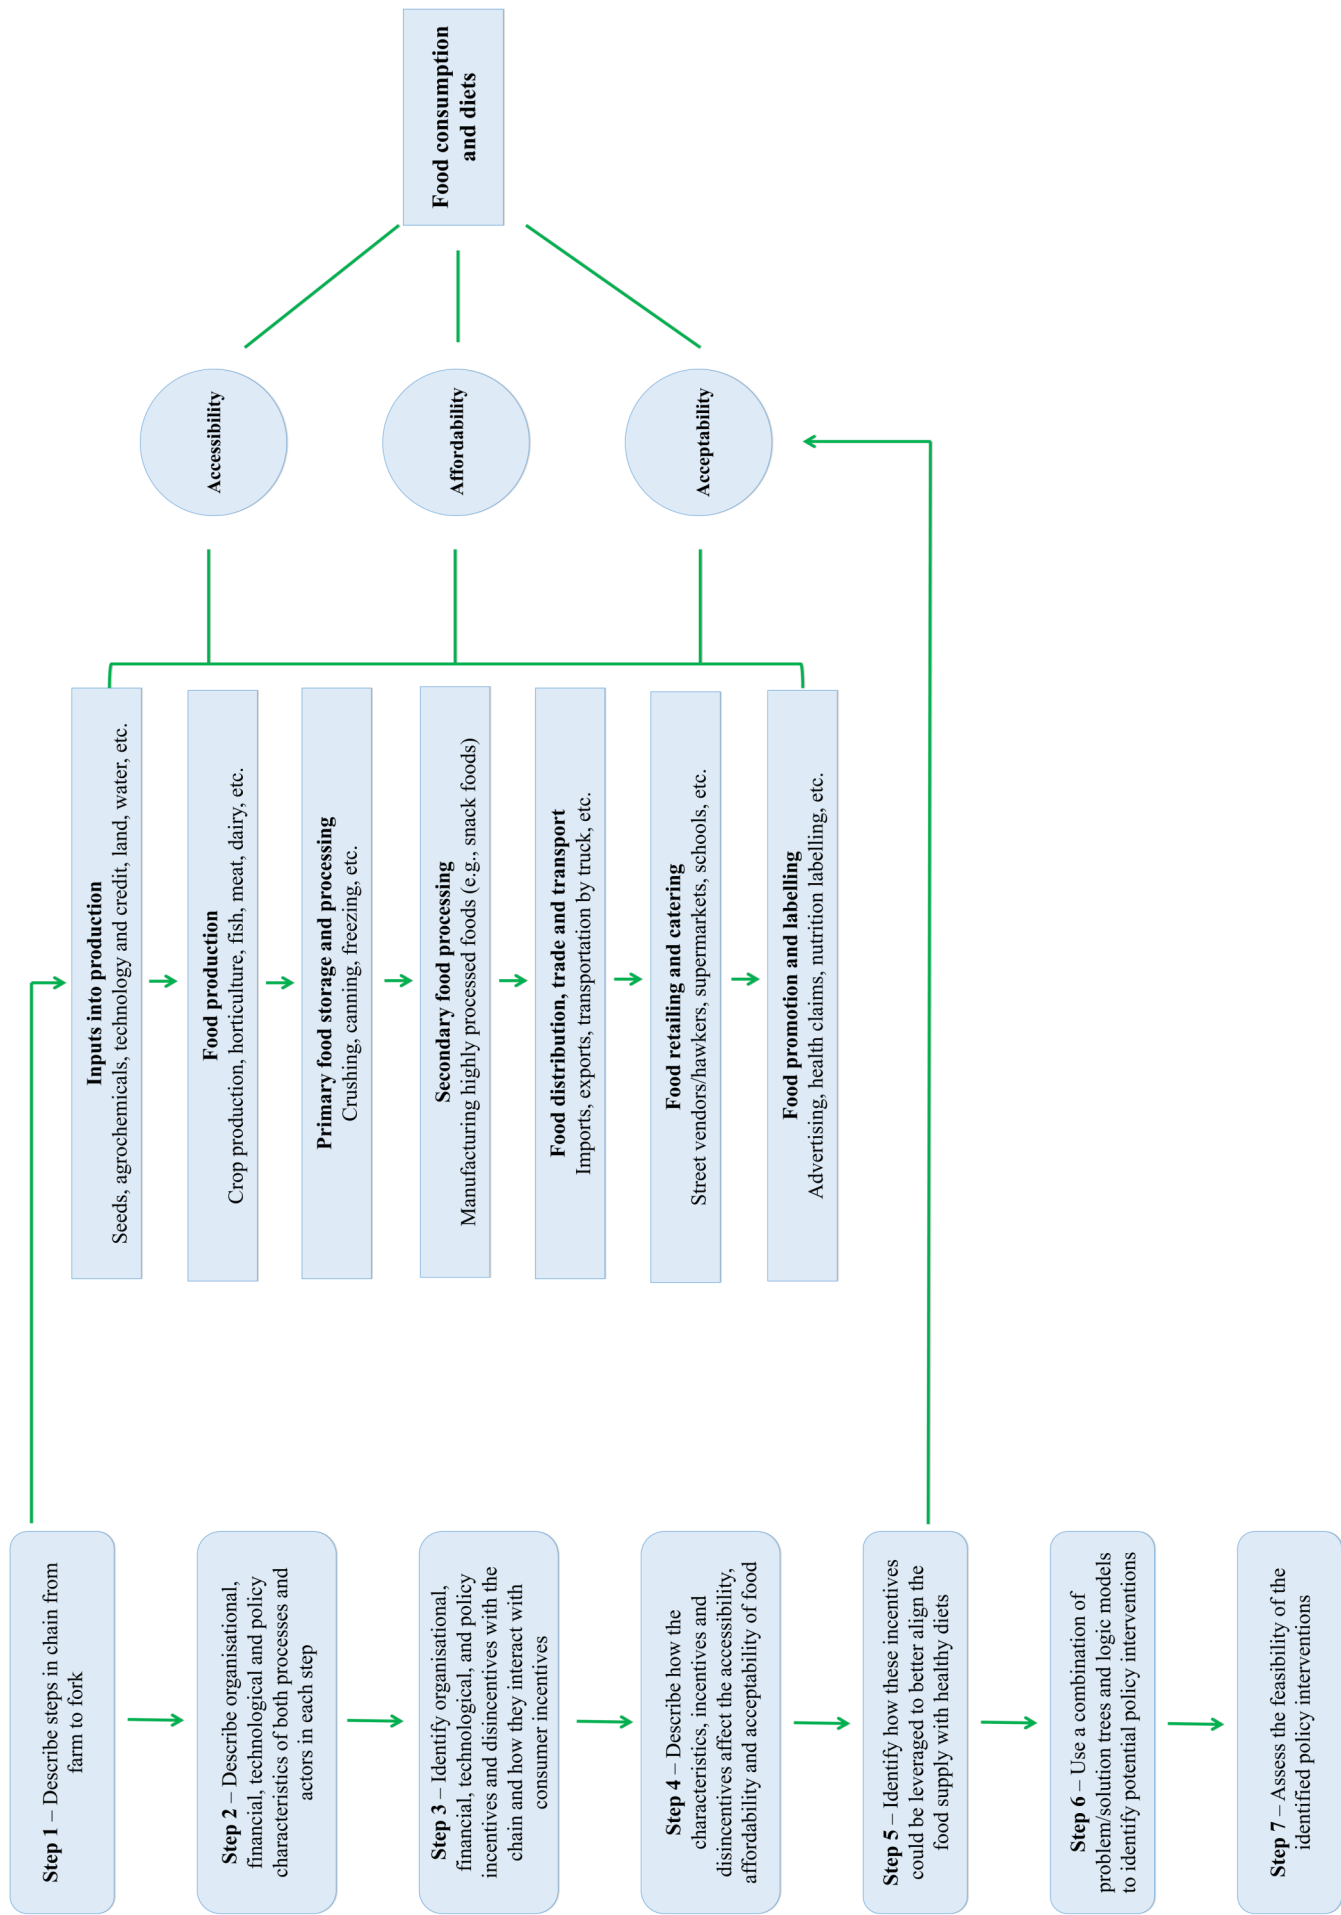 Step 1 – Describe steps in chain from
farm to fork
Step 2 – Describe organisational,
financial, technological and policy
characteristics of both processes and
actors in each step
Step 3 – Identify organisational,
financial, technological, and policy
incentives and disincentives with the
chain and how they interact with
consumer incentives
Step 4 – Describe how the
characteristics, incentives and
disincentives affect the accessibility,
affordability and acceptability of food
Step 5 – Identify how these incentives
could be leveraged to better align the
food supply with healthy diets
Step 6 – Use a combination of
problem/solution trees and logic models
to identify potential policy interventions
Step 7 – Assess the feasibility of the
identified policy interventions
Inputs into production
Seeds, agrochemicals, technology and credit, land, water, etc.
Food production
Crop production, horticulture, fish, meat, dairy, etc.
Primary food storage and processing
Crushing, canning, freezing, etc.
Secondary food processing
Manufacturing highly processed foods (e.g., snack foods)
Food distribution, trade and transport
Imports, exports, transportation by truck, etc.
Food retailing and catering
Street vendors/hawkers, supermarkets, schools, etc.
Food promotion and labelling
Advertising, health claims, nutrition labelling, etc.
Accessibility
Affordability
Acceptability
Food consumption
and diets